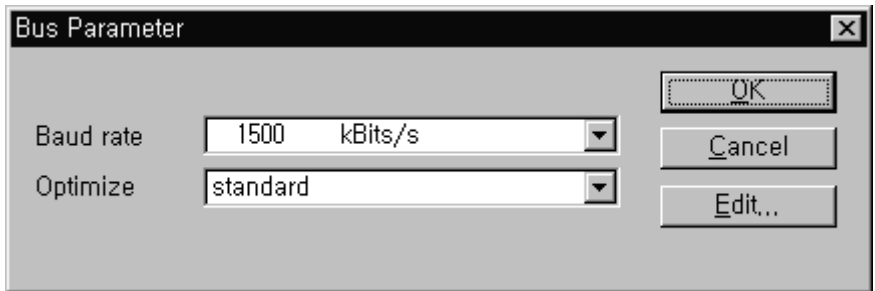 Bus Parameter
OK
Baud rate 1500 kBits/s
Cancel
Optimize standard
Edit...